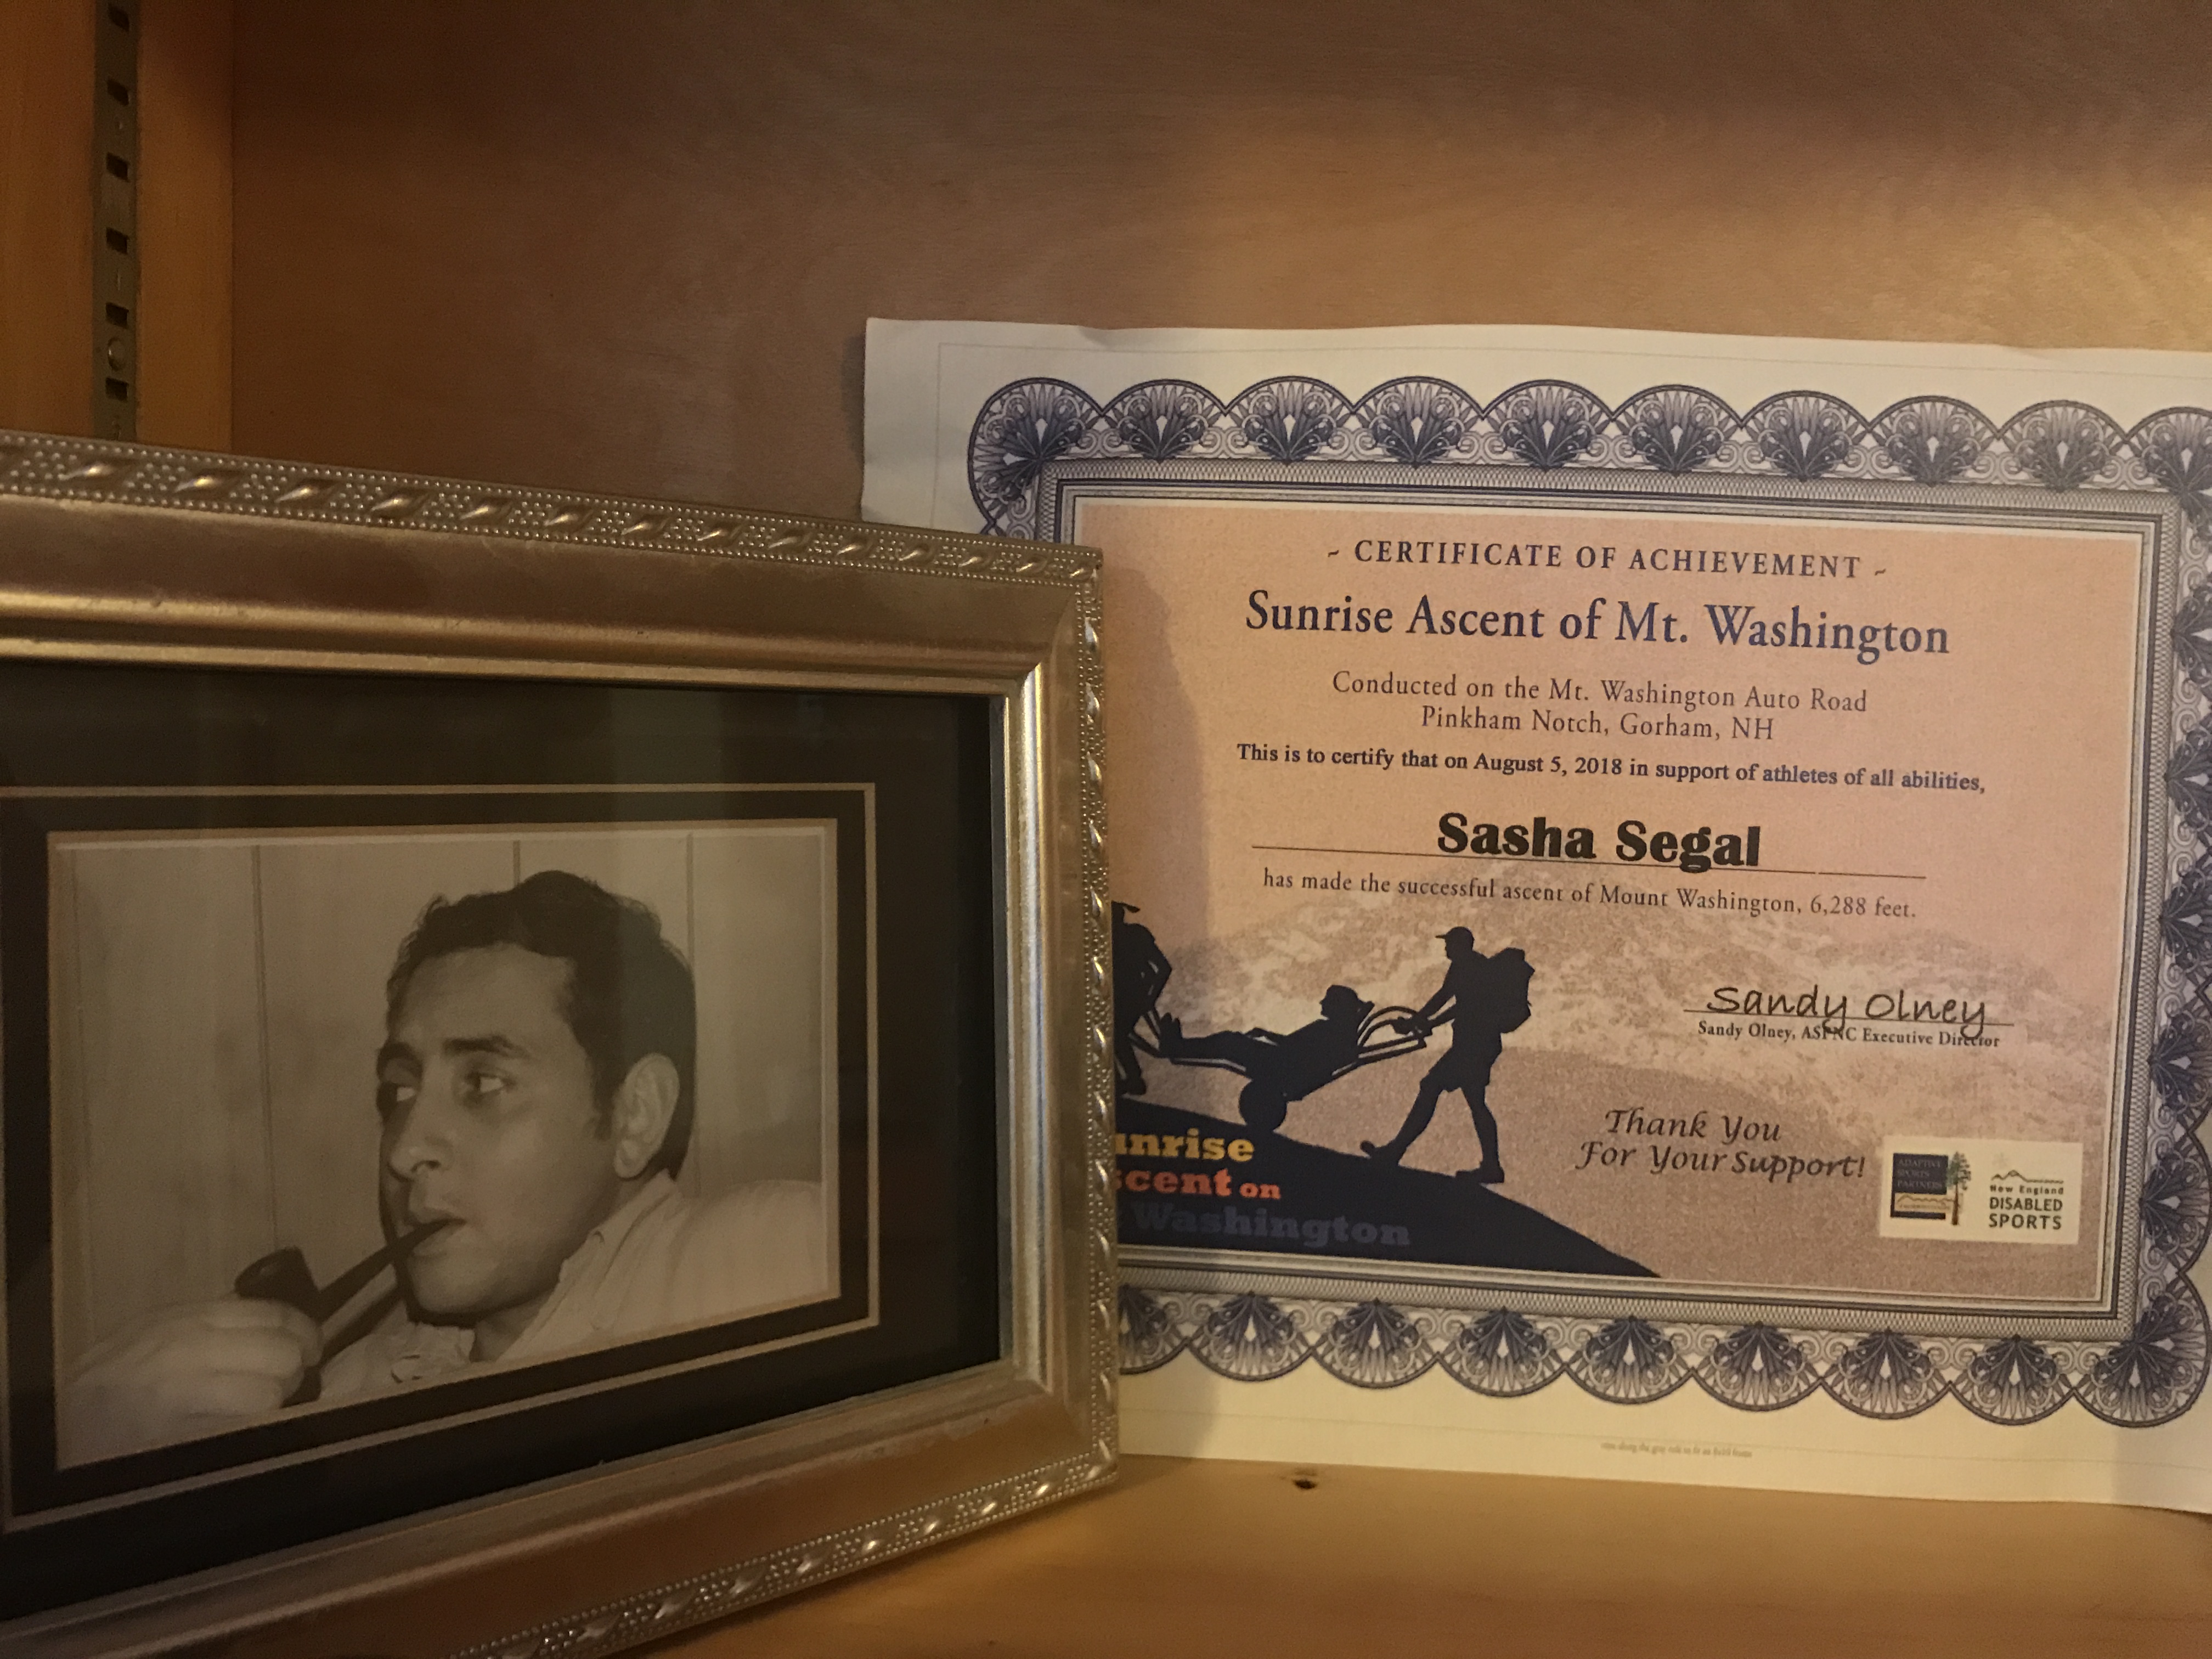 ~ CERTIFICATE OF ACHIEVEMENT ~
Sunrise Ascent of Mt. Washington
Conducted on the Mt. Washington Auto Road
Pinkham Notch, Gorham, NH
This is to certify that on August 5, 2018 in support of athletes of all abilities,
Sasha Segal
has made the successful ascent of Mount Washington, 6,288 feet.
Sandy Olney
Sandy Olney, ASPNC Executive Director
Thank You
For Your Support!
unrise
scent on
Washington
ADAPTIVE
SPORTS
PARTNERS
New England
DISABLED
SPORTS